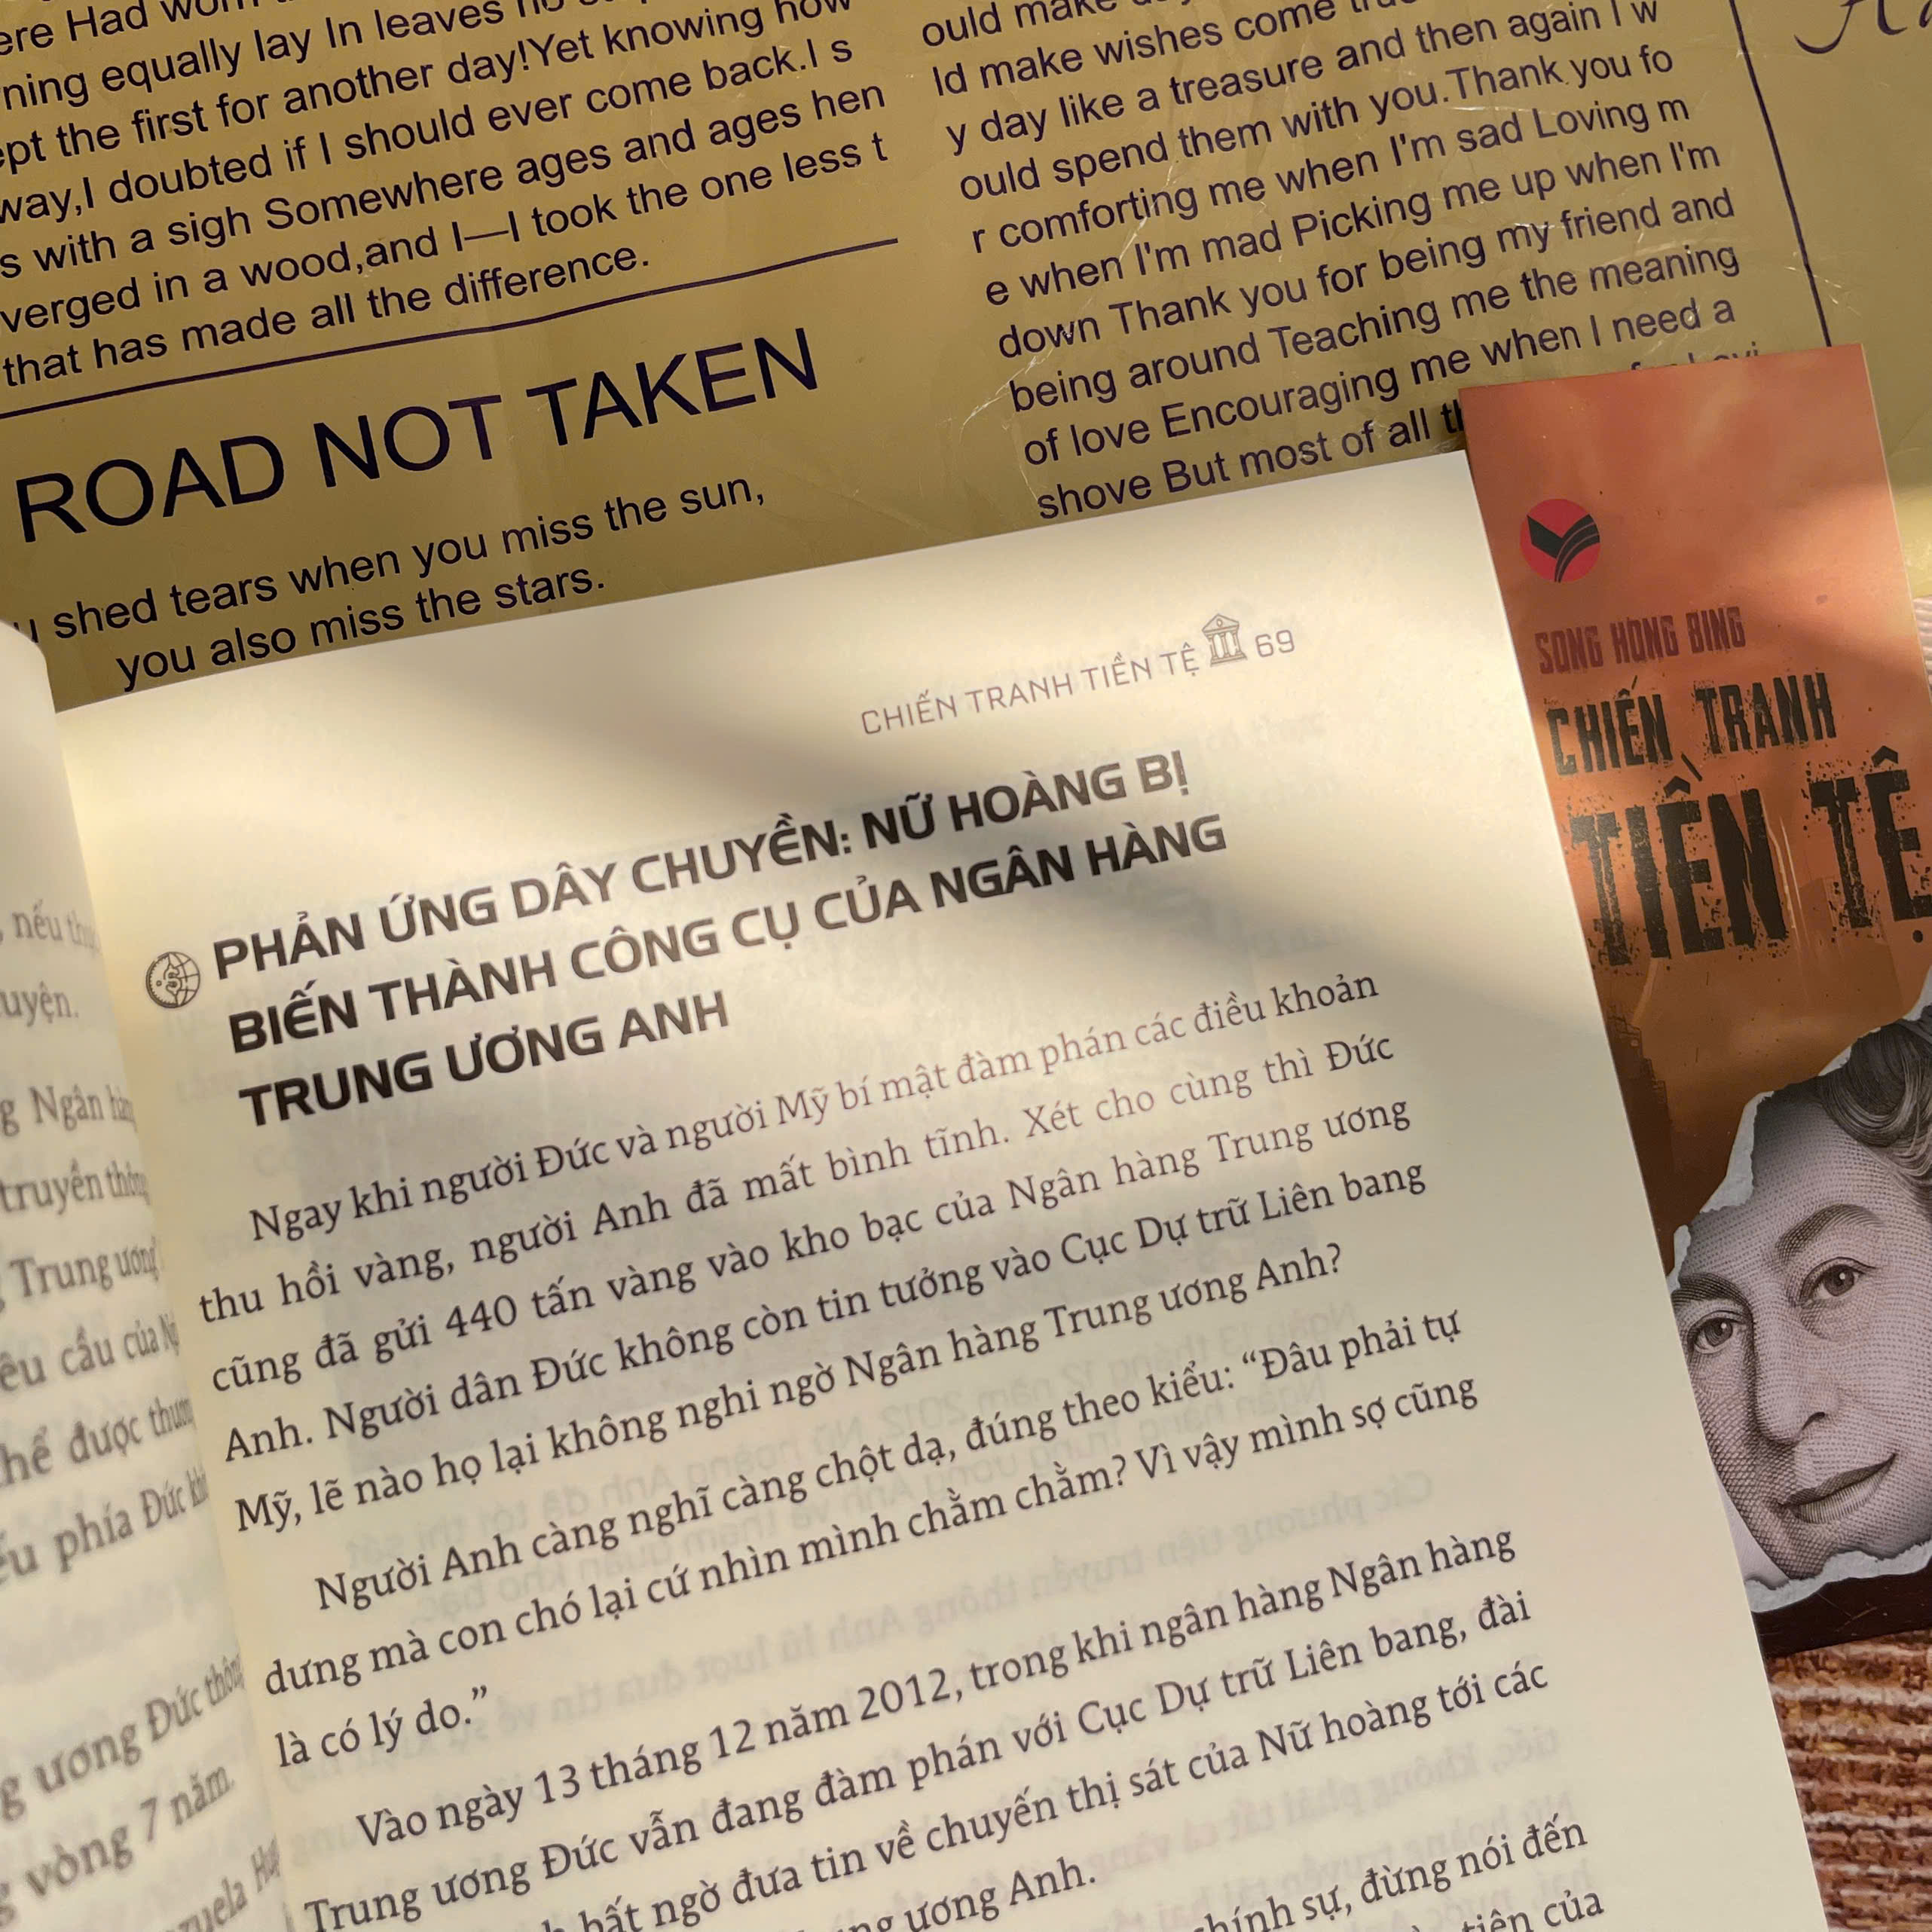 ere Had
ning equally lay In leaves no
ept the first for another day!Yet knowing how
way,I doubted if I should ever come back.I s
s with a sigh Somewhere ages and ages hen
verged in a wood,and I—I took the one less t
that has made all the difference.
ROAD NOT TAKEN
u shed tears when you miss the sun,
you also miss the stars.
ould make
ld make wishes come
y day like a treasure and then again I w
ould spend them with you.Thank you fo
r comforting me when I'm sad Loving m
e when I'm mad Picking me up when I'm
down Thank you for being my friend and
being around Teaching me the meaning
of love Encouraging me when I need a
shove But most of all
SONG HONG BING
CHIẾN TRANH
TIỀN TỆ
CHIẾN TRANH TIỀN TỆ 69
PHẢN ỨNG DÂY CHUYỀN: NỮ HOÀNG BỊ
BIẾN THÀNH CÔNG CỤ CỦA NGÂN HÀNG
TRUNG ƯƠNG ANH
Ngay khi người Đức và người Mỹ bí mật đàm phán các điều khoản
thu hồi vàng, người Anh đã mất bình tĩnh. Xét cho cùng thì Đức
cũng đã gửi 440 tấn vàng vào kho bạc của Ngân hàng Trung ương
Anh. Người dân Đức không còn tin tưởng vào Cục Dự trữ Liên bang
Mỹ, lẽ nào họ lại không nghi ngờ Ngân hàng Trung ương Anh?
Người Anh càng nghĩ càng chột dạ, đúng theo kiểu: “Đâu phải tự
dưng mà con chó lại cứ nhìn mình chằm chằm? Vì vậy mình sợ cũng
là có lý do.”
Vào ngày 13 tháng 12 năm 2012, trong khi ngân hàng Ngân hàng
Trung ương Đức vẫn đang đàm phán với Cục Dự trữ Liên bang, đài
bất ngờ đưa tin về chuyến thị sát của Nữ hoàng tới các
ương Anh.
chính sự, đừng nói đến
tiên của
nếu
uyện.
g Ngân
truyền
Trung ương
êu cầu của
hể được
ếu phía Đức
g ương Đức
g vòng 7 năm.